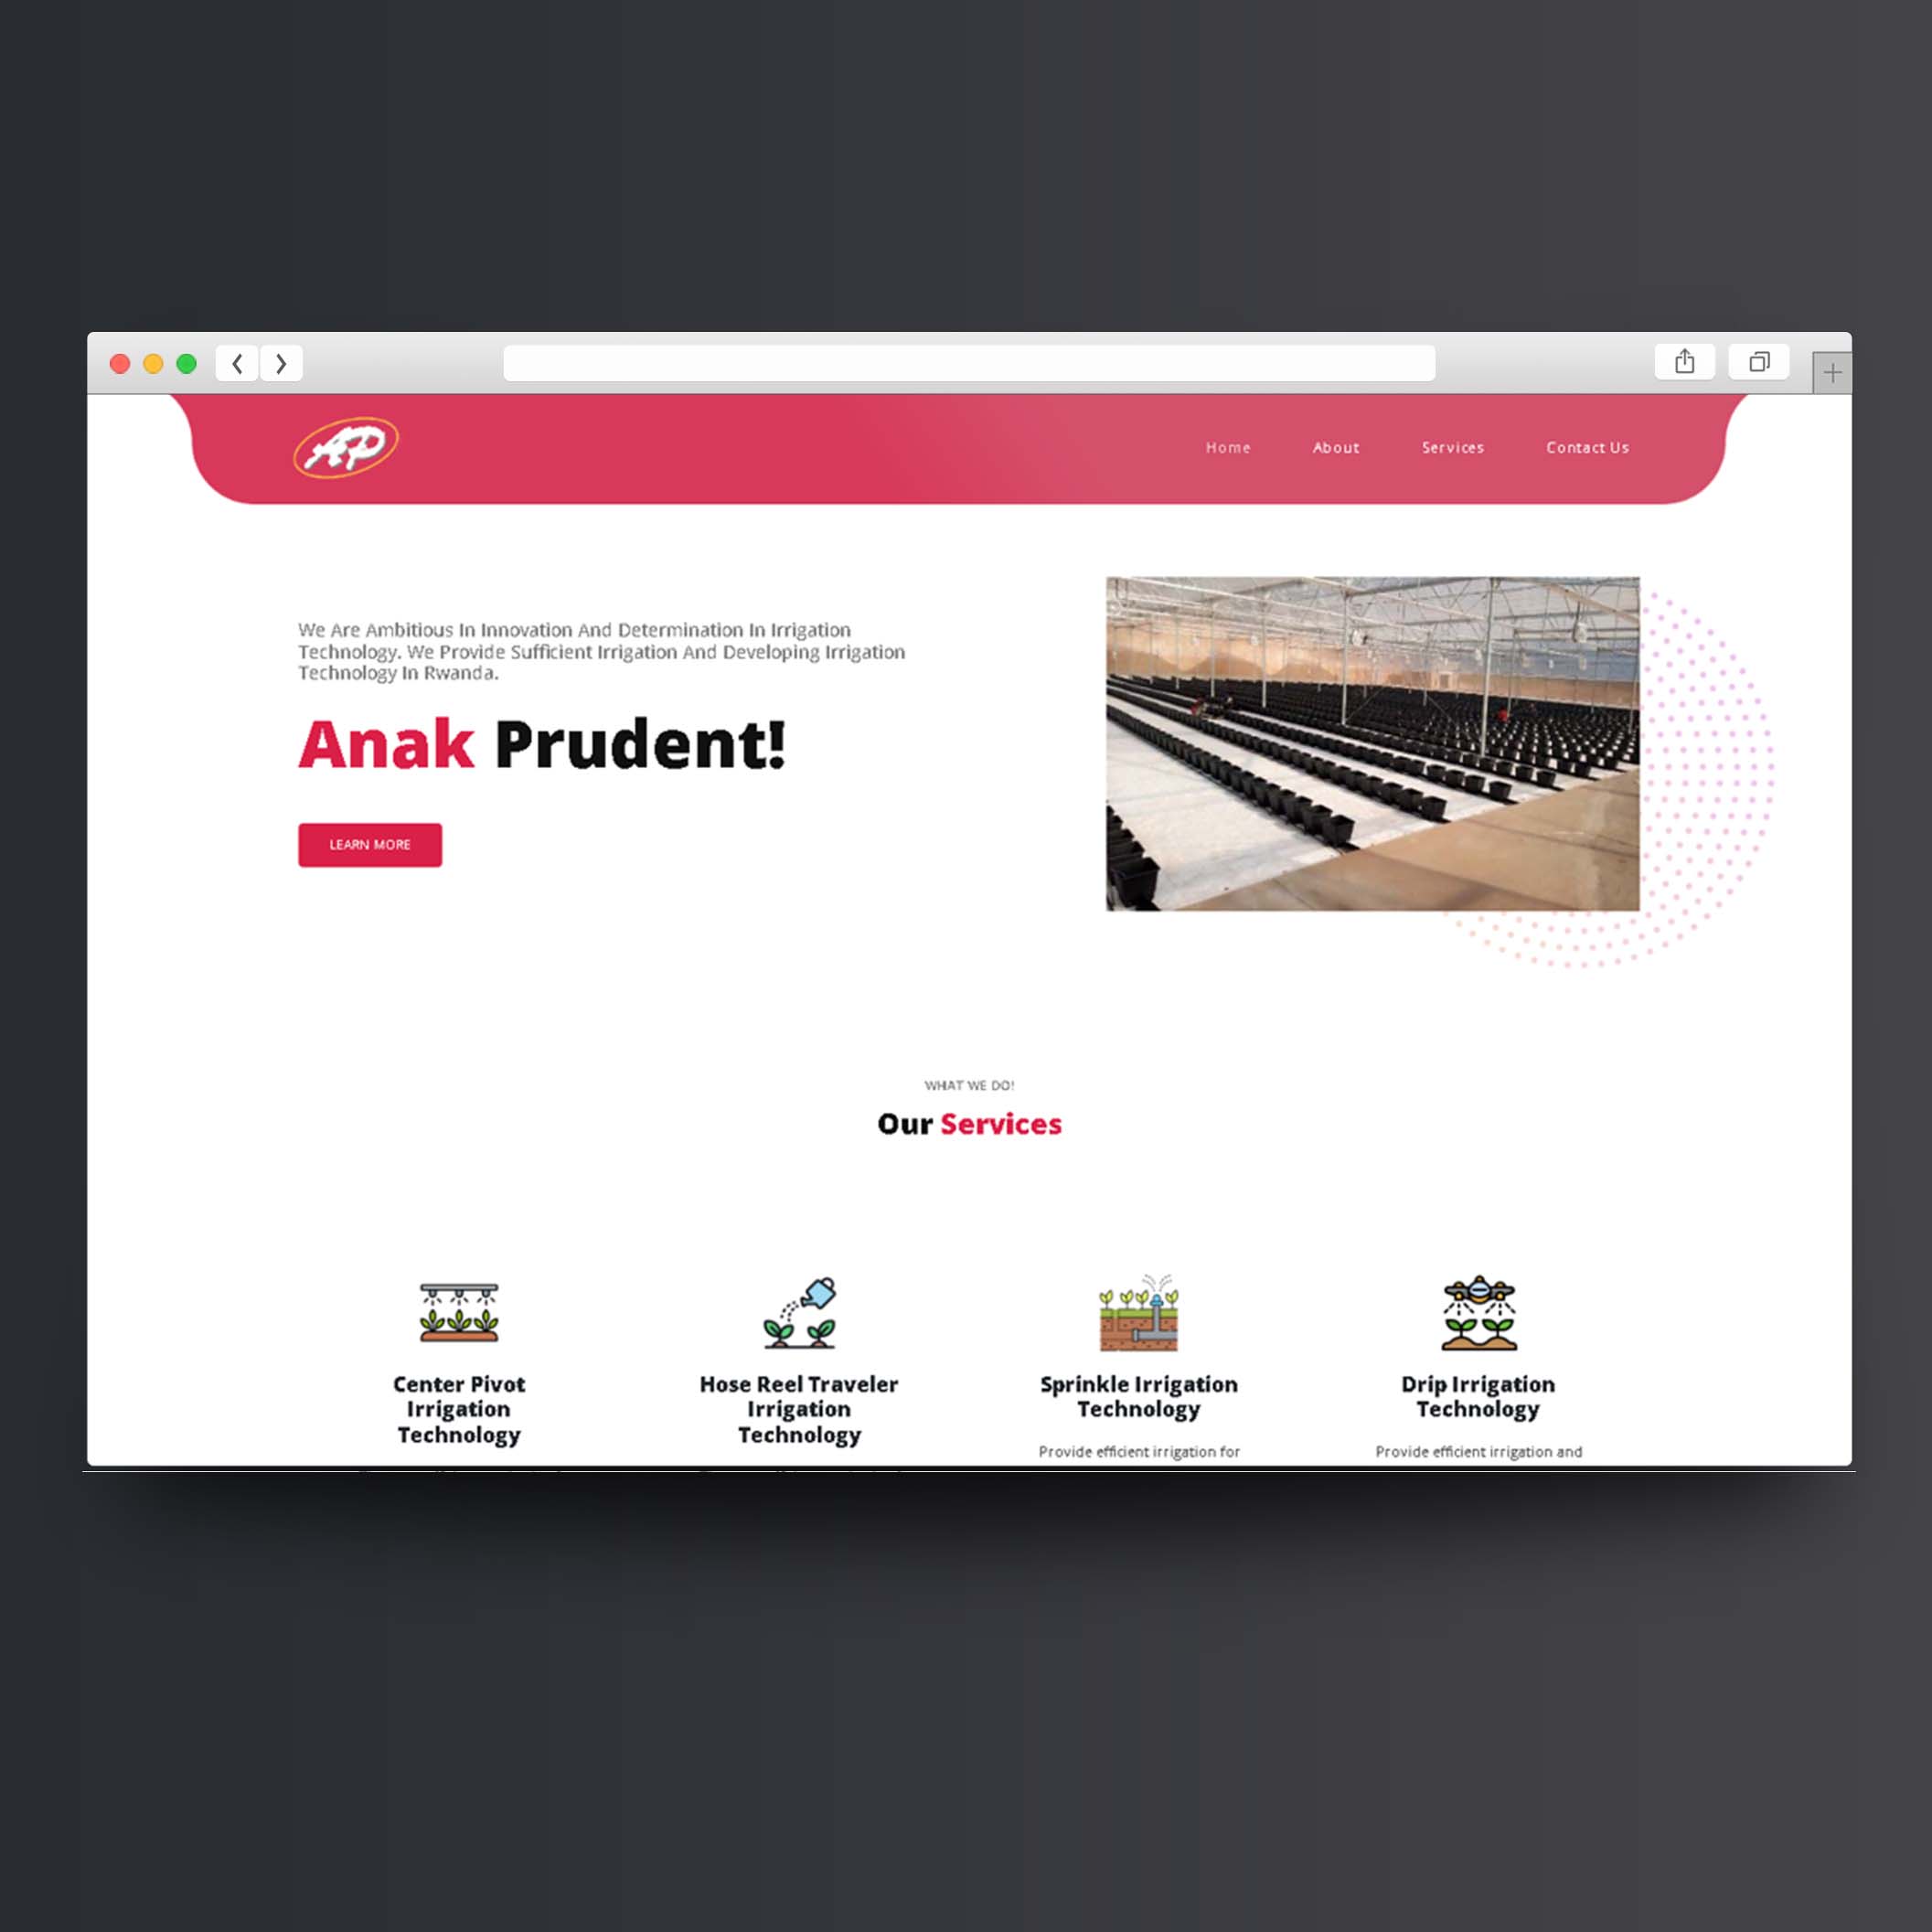 AP
Home About Services Contact Us
We Are Ambitious In Innovation And Determination In Irrigation
Technology. We Provide Sufficient Irrigation And Developing Irrigation
Technology In Rwanda.
Anak Prudent!
LEARN MORE
WHAT WE DO!
Our Services
Center Pivot
Irrigation
Technology
Hose Reel Traveler
Irrigation
Technology
Sprinkle Irrigation
Technology
Provide efficient irrigation for
Drip Irrigation
Technology
Provide efficient irrigation and